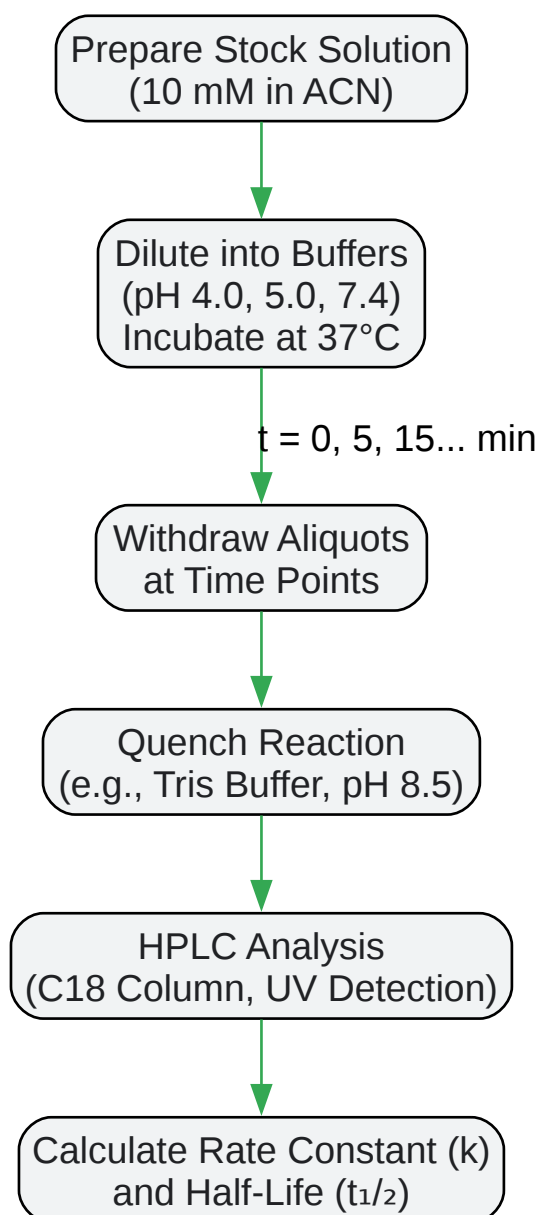 Prepare Stock Solution
(10 mM in ACN)
Dilute into Buffers
(pH 4.0, 5.0, 7.4)
Incubate at 37°C
t = 0, 5, 15... min
Withdraw Aliquots
at Time Points
Quench Reaction
(e.g., Tris Buffer, pH 8.5)
HPLC Analysis
(C18 Column, UV Detection)
Calculate Rate Constant (k)
and Half-Life (t₁/₂)